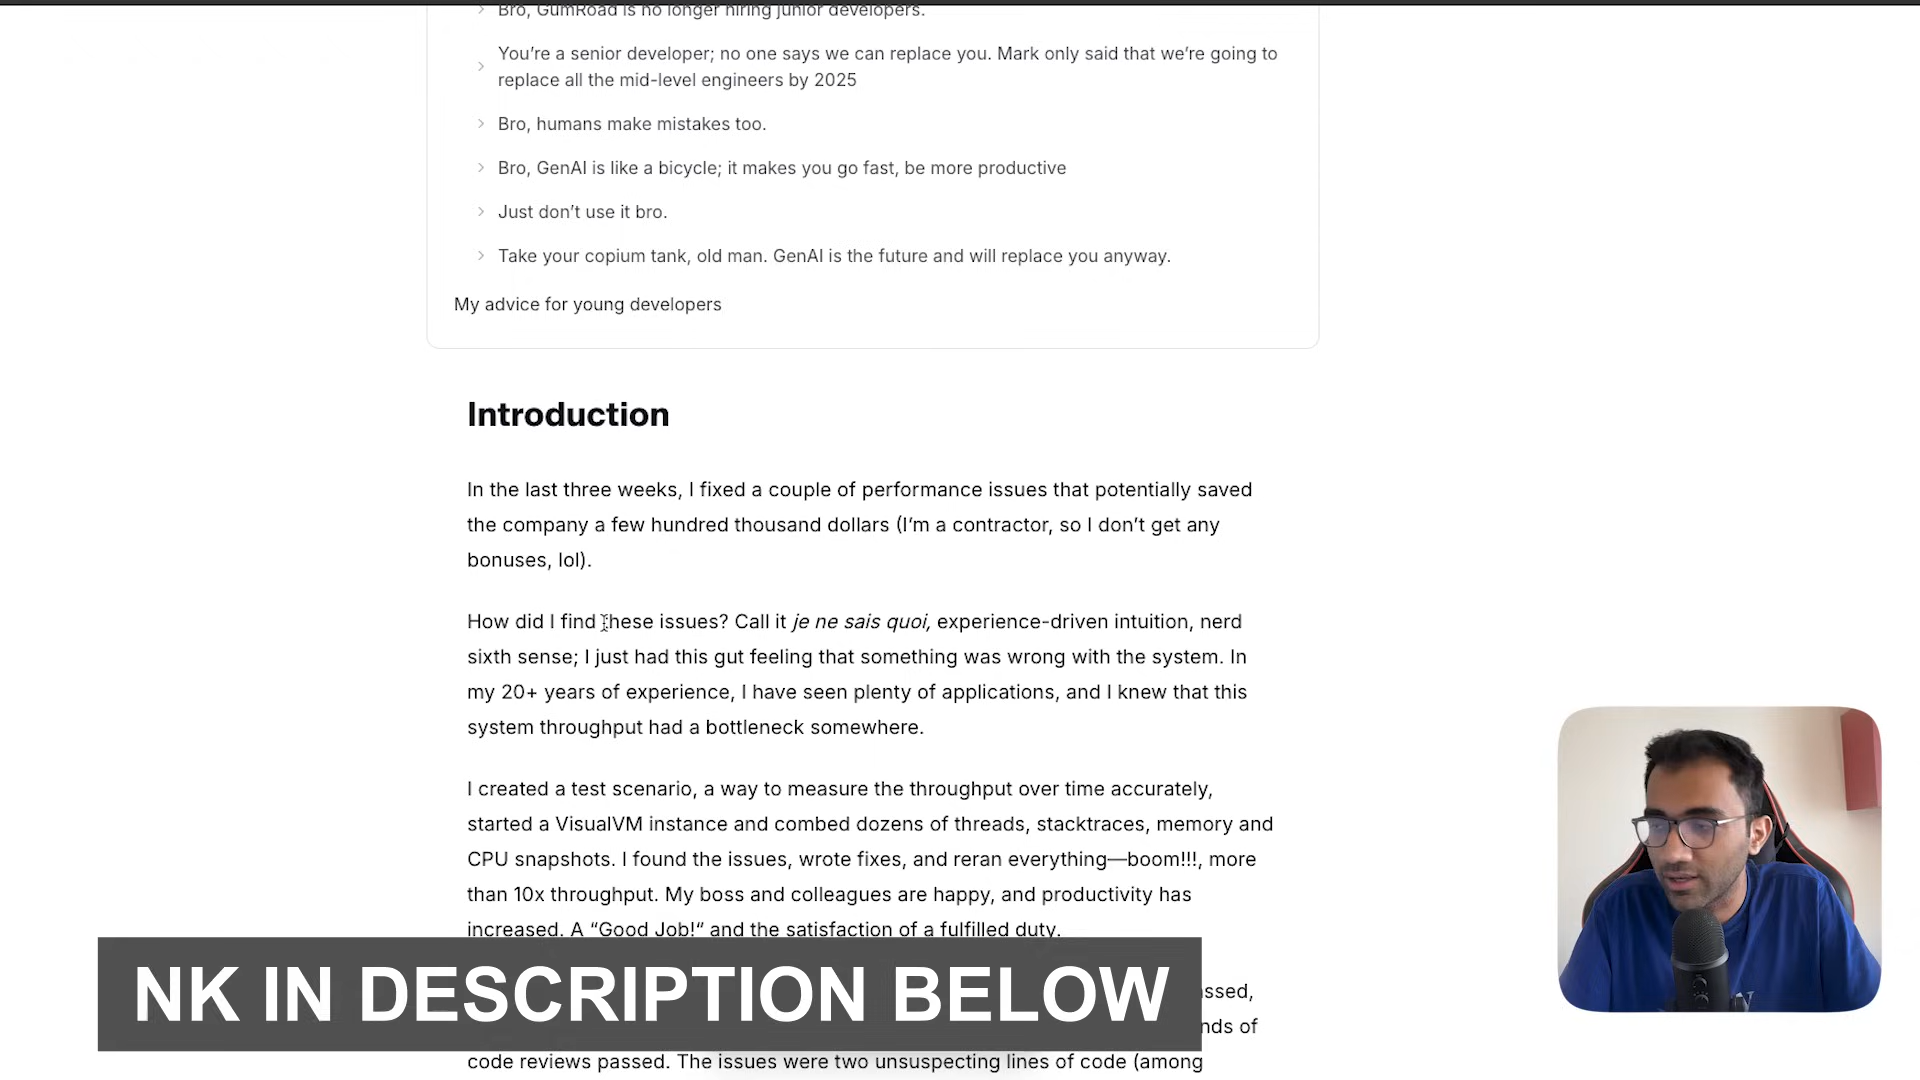 Bro, GumRoad is no longer hiring junior developers.
You’re a senior developer; no one says we can replace you. Mark only said that we’re going to
replace all the mid-level engineers by 2025
Bro, humans make mistakes too.
Bro, GenAI is like a bicycle; it makes you go fast, be more productive
Just don’t use it bro.
Take your copium tank, old man. GenAI is the future and will replace you anyway.
My advice for young developers
Introduction
In the last three weeks, I fixed a couple of performance issues that potentially saved
the company a few hundred thousand dollars (I’m a contractor, so I don’t get any
bonuses, lol).
How did I find these issues? Call it je ne sais quoi, experience-driven intuition, nerd
sixth sense; I just had this gut feeling that something was wrong with the system. In
my 20+ years of experience, I have seen plenty of applications, and I knew that this
system throughput had a bottleneck somewhere.
I created a test scenario, a way to measure the throughput over time accurately,
started a VisualVM instance and combed dozens of threads, stacktraces, memory and
CPU snapshots. I found the issues, wrote fixes, and reran everything—boom!!!, more
than 10x throughput. My boss and colleagues are happy, and productivity has
increased. A “Good Job!“ and the satisfaction of a fulfilled duty.
NK IN DESCRIPTION BELOW
of
code reviews passed. The issues were two unsuspecting lines of code (among